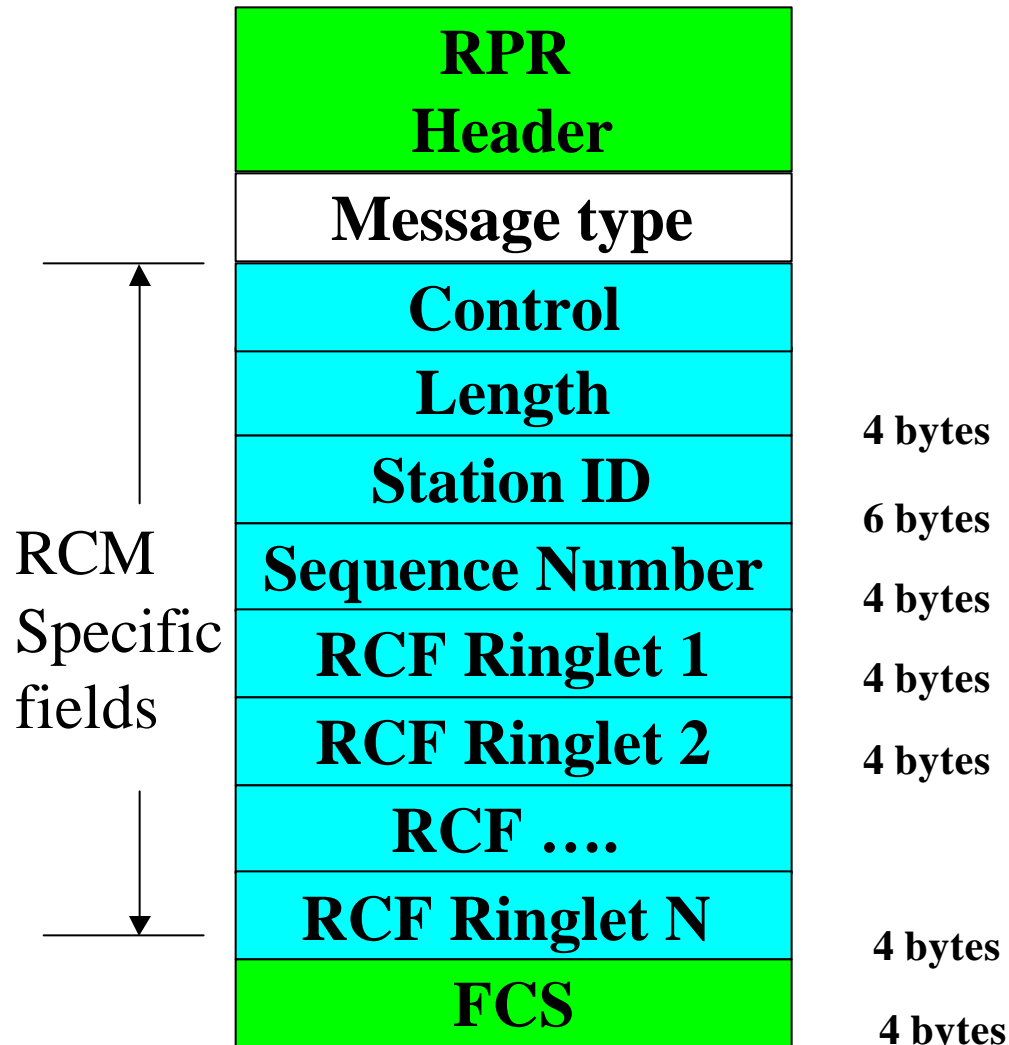 RPR
Header
Message type
Control
Length
4 bytes
Station ID
6 bytes
RCM
Specific
fields
Sequence Number
4 bytes
RCF Ringlet 1
4 bytes
RCF Ringlet 2
4 bytes
RCF ....
RCF Ringlet N
4 bytes
FCS
4 bytes